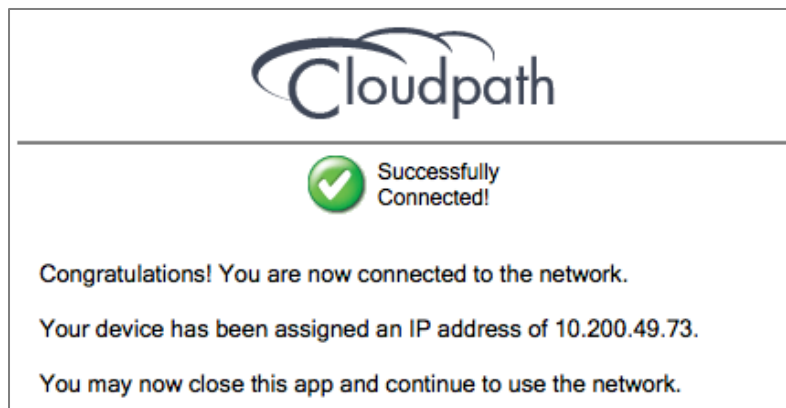 Cloudpath
Successfully
Connected!
Congratulations! You are now connected to the network.
Your device has been assigned an IP address of 10.200.49.73.
You may now close this app and continue to use the network.